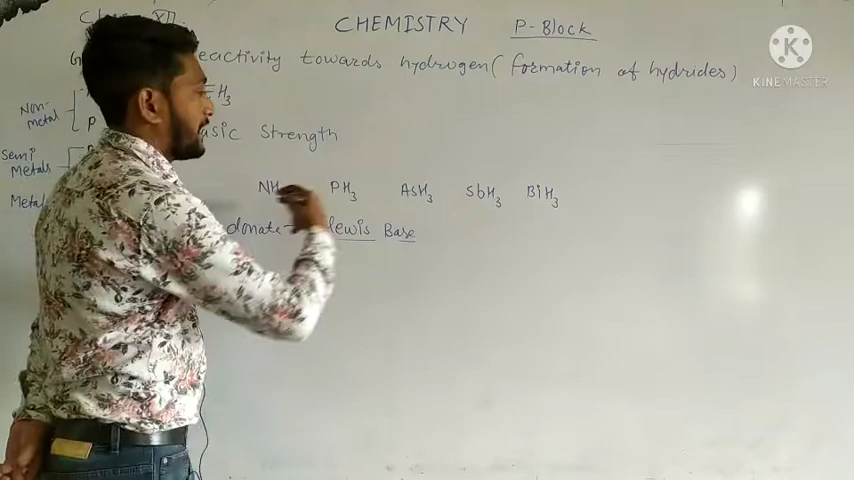 CHEMISTRY P-Block
Class XII
reactivity towards hydrogen (formation of hydrides)
H3
Non-metal
Basic Strength
Semi Metals
Metal
NH PH3 AsH3 SbH3 BiH3
donate lewis Base
KINEMASTER